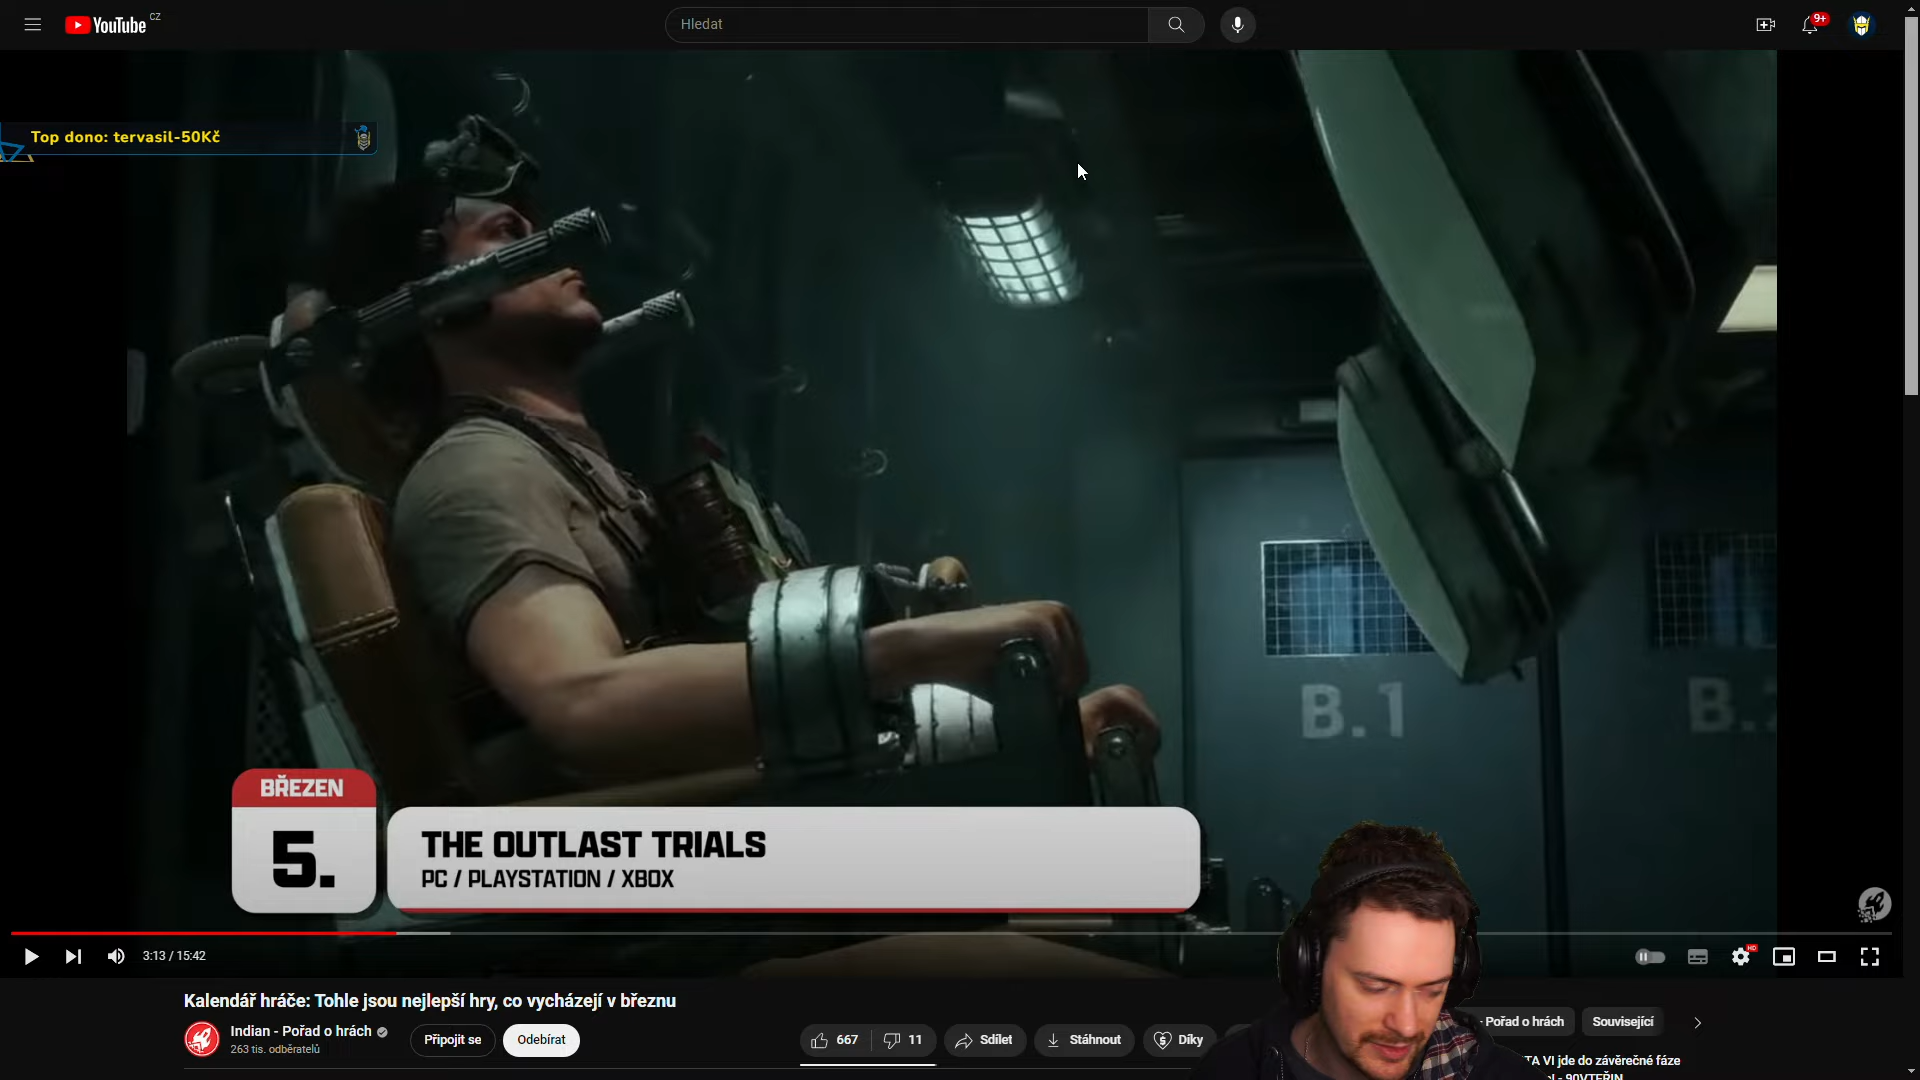 YouTube CZ
Hledat
9+
Top dono: tervasil-50Kč
B.1
B.
BŘEZEN
5.
THE OUTLAST TRIALS
PC / PLAYSTATION / XBOX
3:13 / 15:42
HD
Kalendář hráče: Tohle jsou nejlepší hry, co vycházejí v březnu
Indian - Pořad o hrách
263 tis. odběratelů
Připojit se
Odebírat
667
11
Sdílet
Stáhnout
Díky
- Pořad o hrách
Související
TA VI jde do závěrečné fáze
- 90VTEŘIN